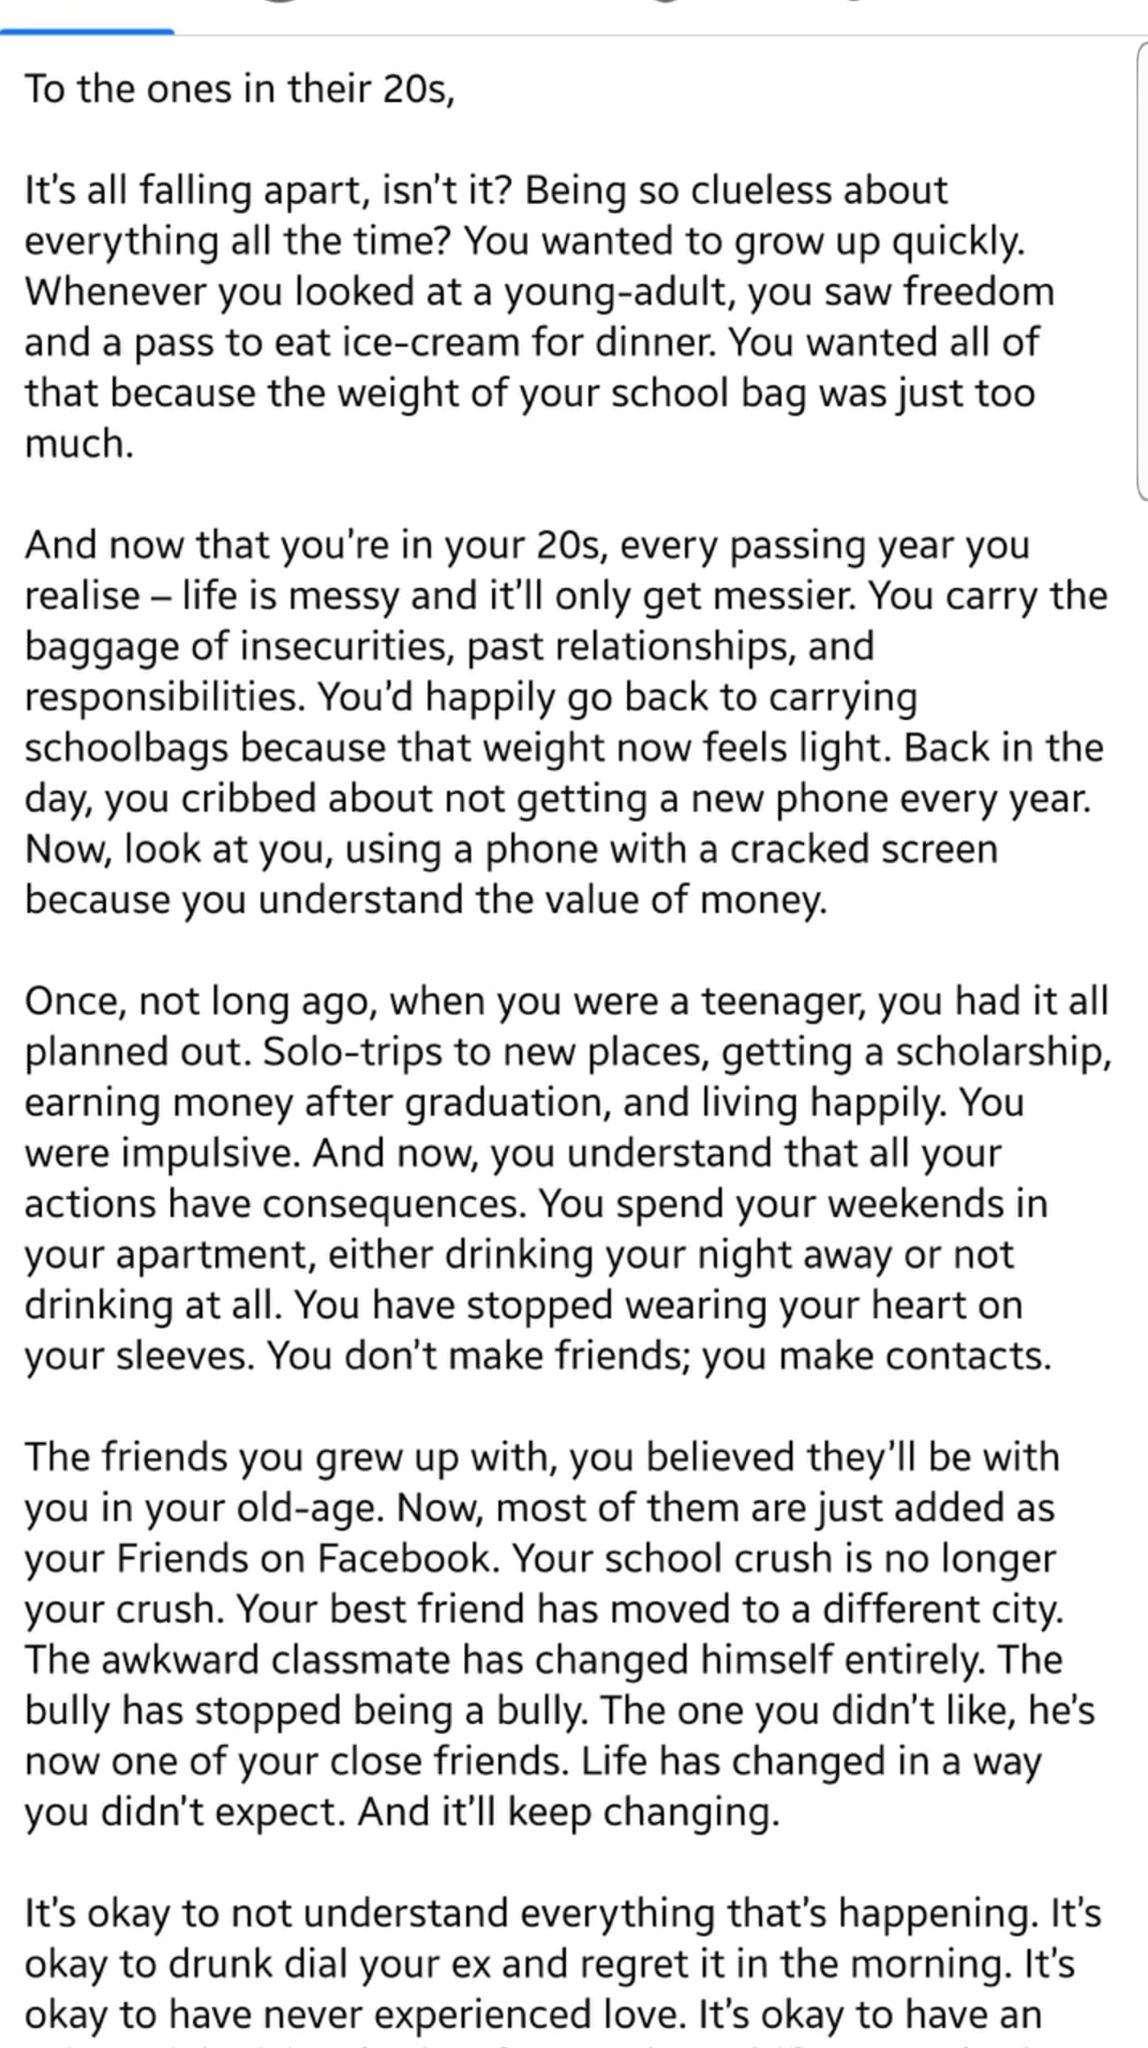 To the ones in their 20s,
It's all falling apart, isn't it? Being so clueless about
everything all the time? You wanted to grow up quickly.
Whenever you looked at a young-adult, you saw freedom
and a pass to eat ice-cream for dinner. You wanted all of
that because the weight of your school bag was just too
much.
And now that you're in your 20s, every passing year you
realise – life is messy and it'll only get messier. You carry the
baggage of insecurities, past relationships, and
responsibilities. You'd happily go back to carrying
schoolbags because that weight now feels light. Back in the
day, you cribbed about not getting a new phone every year.
Now, look at you, using a phone with a cracked screen
because you understand the value of money.
Once, not long ago, when you were a teenager, you had it all
planned out. Solo-trips to new places, getting a scholarship,
earning money after graduation, and living happily. You
were impulsive. And now, you understand that all your
actions have consequences. You spend your weekends in
your apartment, either drinking your night away or not
drinking at all. You have stopped wearing your heart on
your sleeves. You don't make friends; you make contacts.
The friends you grew up with, you believed they'll be with
you in your old-age. Now, most of them are just added as
your Friends on Facebook. Your school crush is no longer
your crush. Your best friend has moved to a different city.
The awkward classmate has changed himself entirely. The
bully has stopped being a bully. The one you didn't like, he's
now one of your close friends. Life has changed in a way
you didn't expect. And it'll keep changing.
It's okay to not understand everything that's happening. It's
okay to drunk dial your ex and regret it in the morning. It's
okay to have never experienced love. It's okay to have an